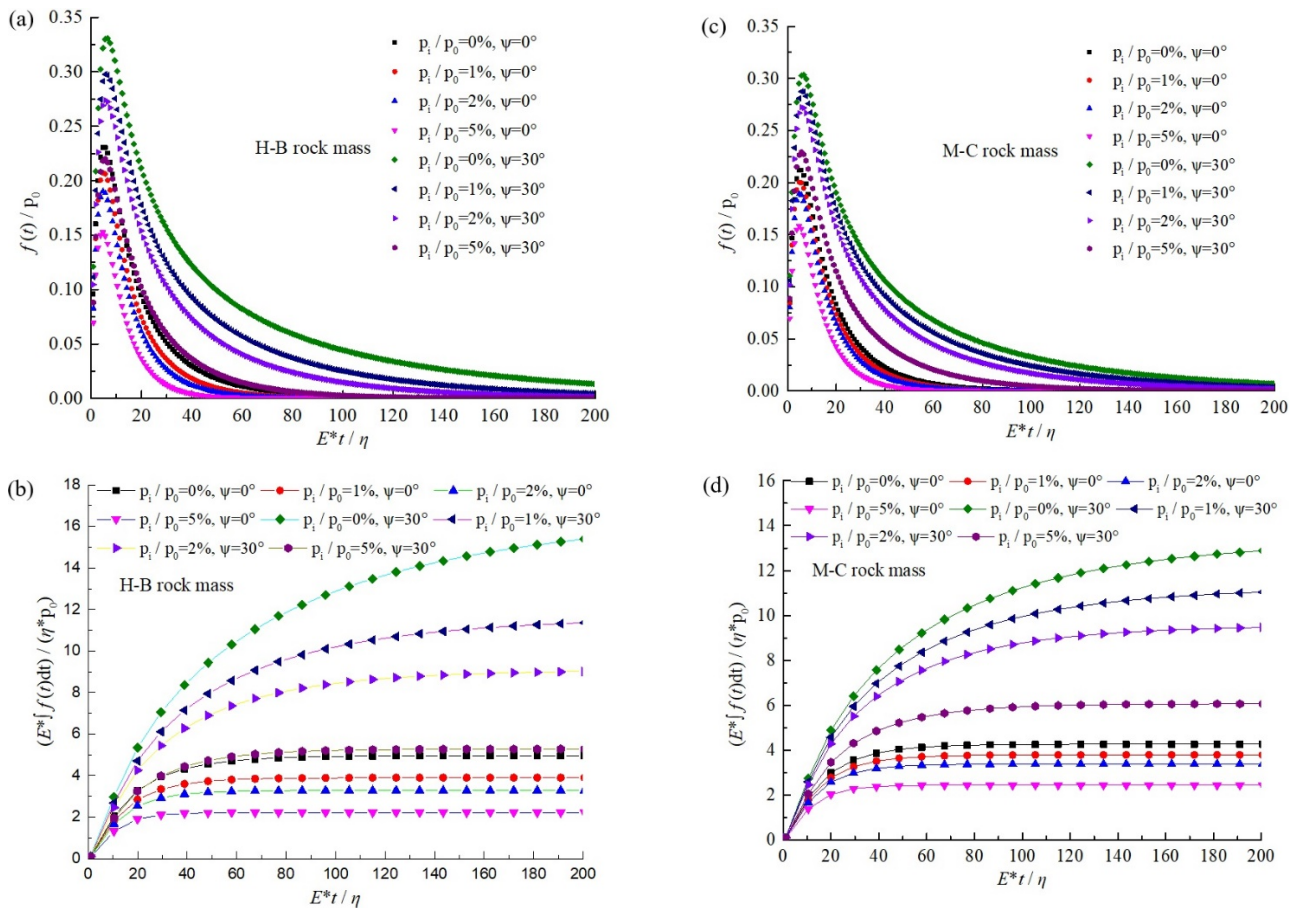 (a)
0.35
0.30
0.25
0.20
0.15
0.10
0.05
0.00
f (t) / p0
pi / p0=0%, ψ=0°
pi / p0=1%, ψ=0°
pi / p0=2%, ψ=0°
pi / p0=5%, ψ=0°
pi / p0=0%, ψ=30°
pi / p0=1%, ψ=30°
pi / p0=2%, ψ=30°
pi / p0=5%, ψ=30°
H-B rock mass
0 20 40 60 80 100 120 140 160 180 200
E*t / η
(c)
0.35
0.30
0.25
0.20
0.15
0.10
0.05
0.00
f (t) / p0
pi / p0=0%, ψ=0°
pi / p0=1%, ψ=0°
pi / p0=2%, ψ=0°
pi / p0=5%, ψ=0°
pi / p0=0%, ψ=30°
pi / p0=1%, ψ=30°
pi / p0=2%, ψ=30°
pi / p0=5%, ψ=30°
M-C rock mass
0 20 40 60 80 100 120 140 160 180 200
E*t / η
(b)
18
16
14
12
10
8
6
4
2
0
(E*∫f (t)dt) / (η*p0)
pi / p0=0%, ψ=0° pi / p0=1%, ψ=0° pi / p0=2%, ψ=0°
pi / p0=5%, ψ=0° pi / p0=0%, ψ=30° pi / p0=1%, ψ=30°
pi / p0=2%, ψ=30° pi / p0=5%, ψ=30°
H-B rock mass
0 20 40 60 80 100 120 140 160 180 200
E*t / η
(d)
16
14
12
10
8
6
4
2
0
(E*∫f (t)dt) / (η*p0)
pi / p0=0%, ψ=0° pi / p0=1%, ψ=0° pi / p0=2%, ψ=0°
pi / p0=5%, ψ=0° pi / p0=0%, ψ=30° pi / p0=1%, ψ=30°
pi / p0=2%, ψ=30° pi / p0=5%, ψ=30°
M-C rock mass
0 20 40 60 80 100 120 140 160 180 200
E*t / η